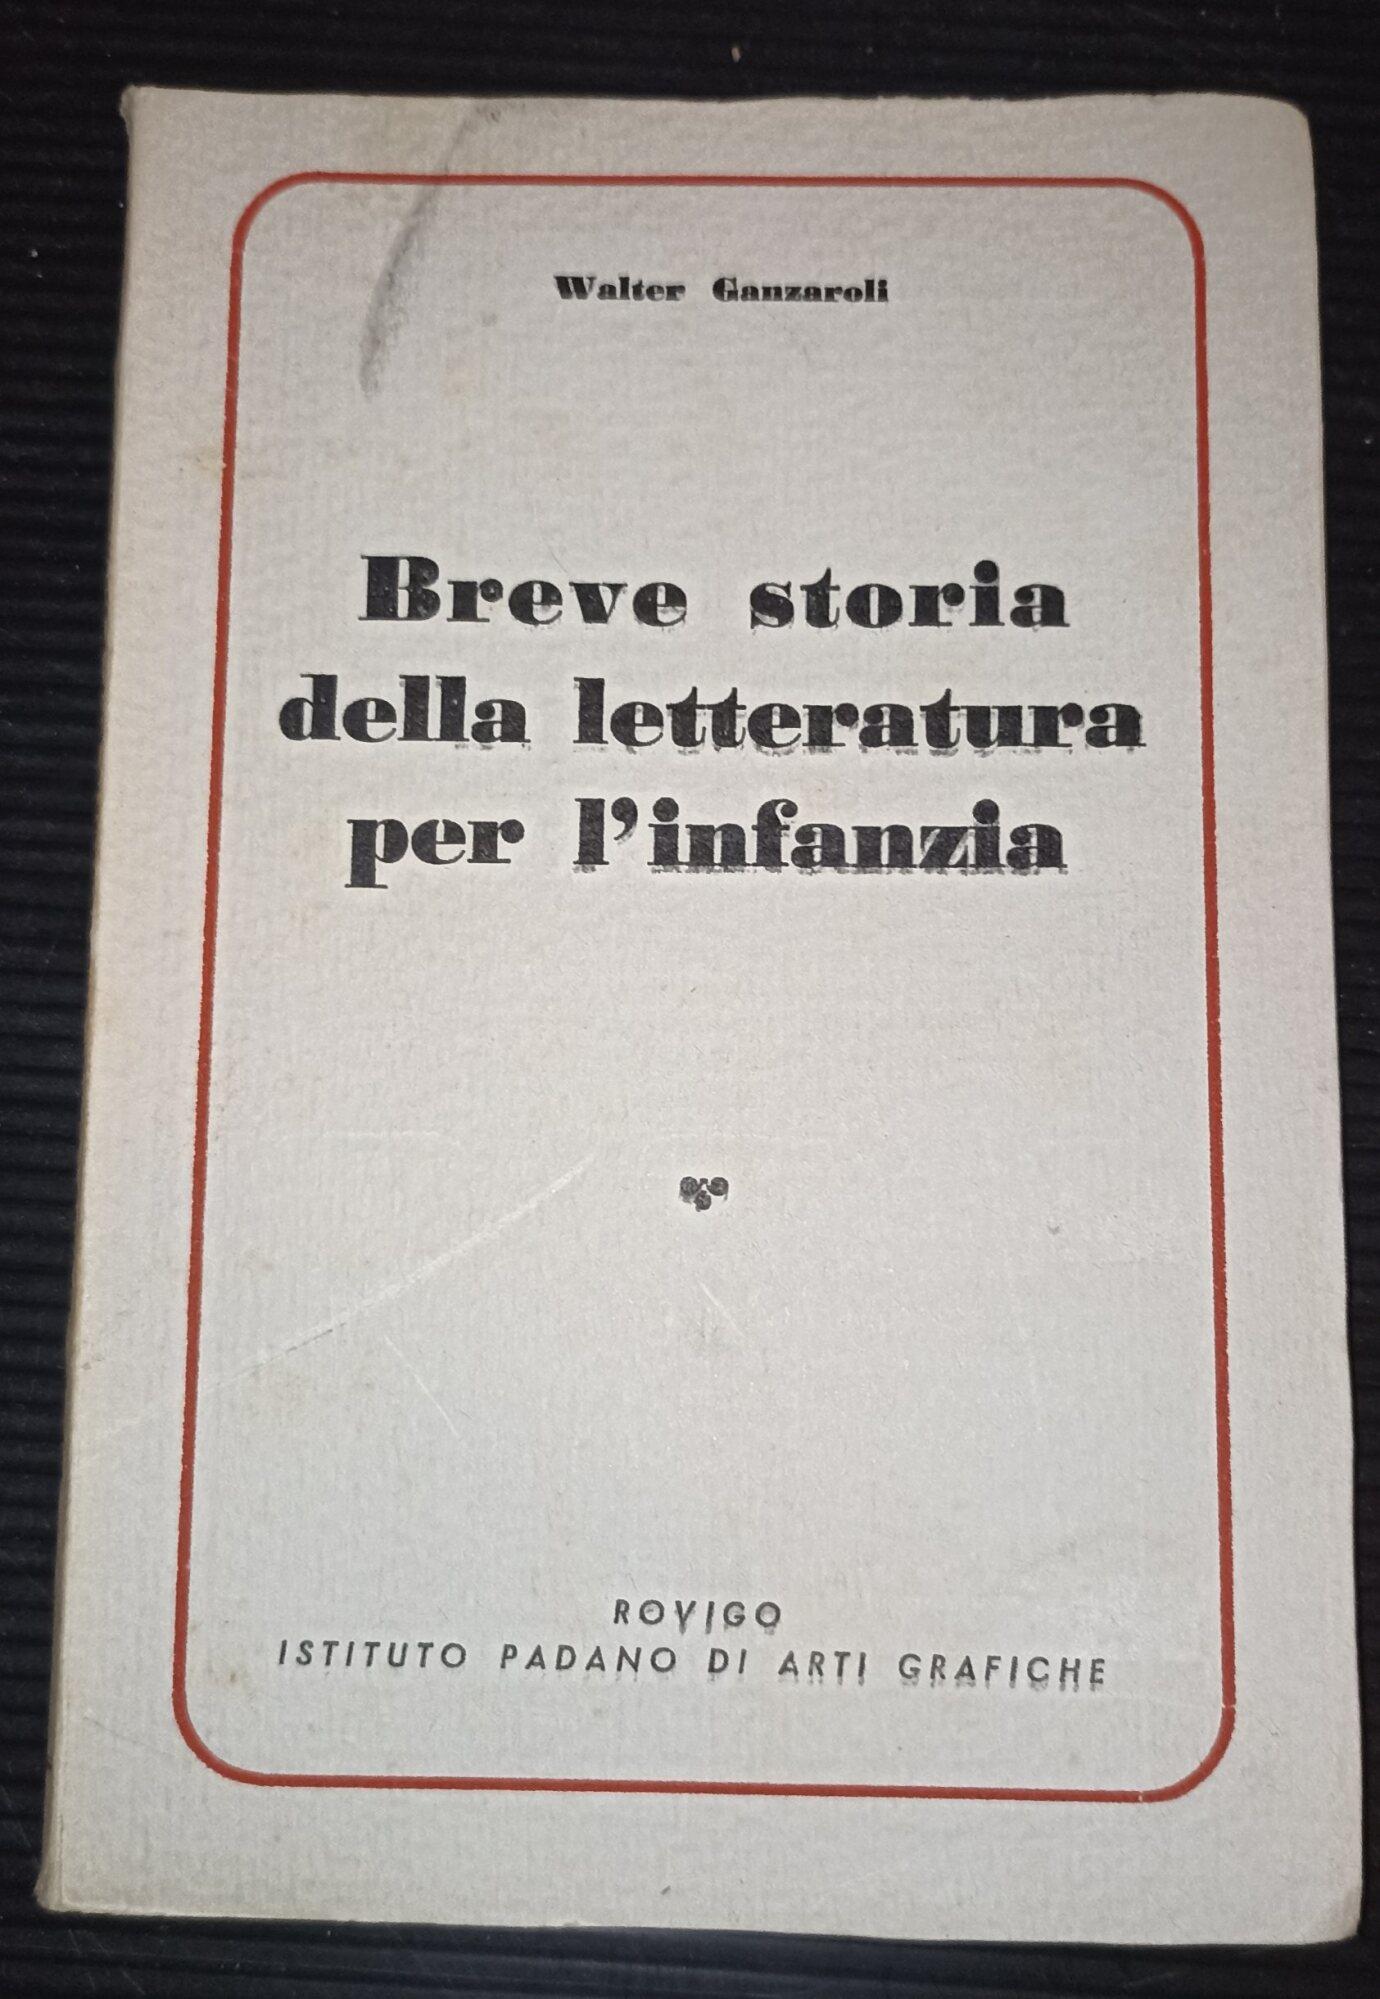 Walter Ganzaroli
Breve storia
della letteratura
per l'infanzia
ROVIGO
ISTITUTO PADANO DI ARTI GRAFICHE